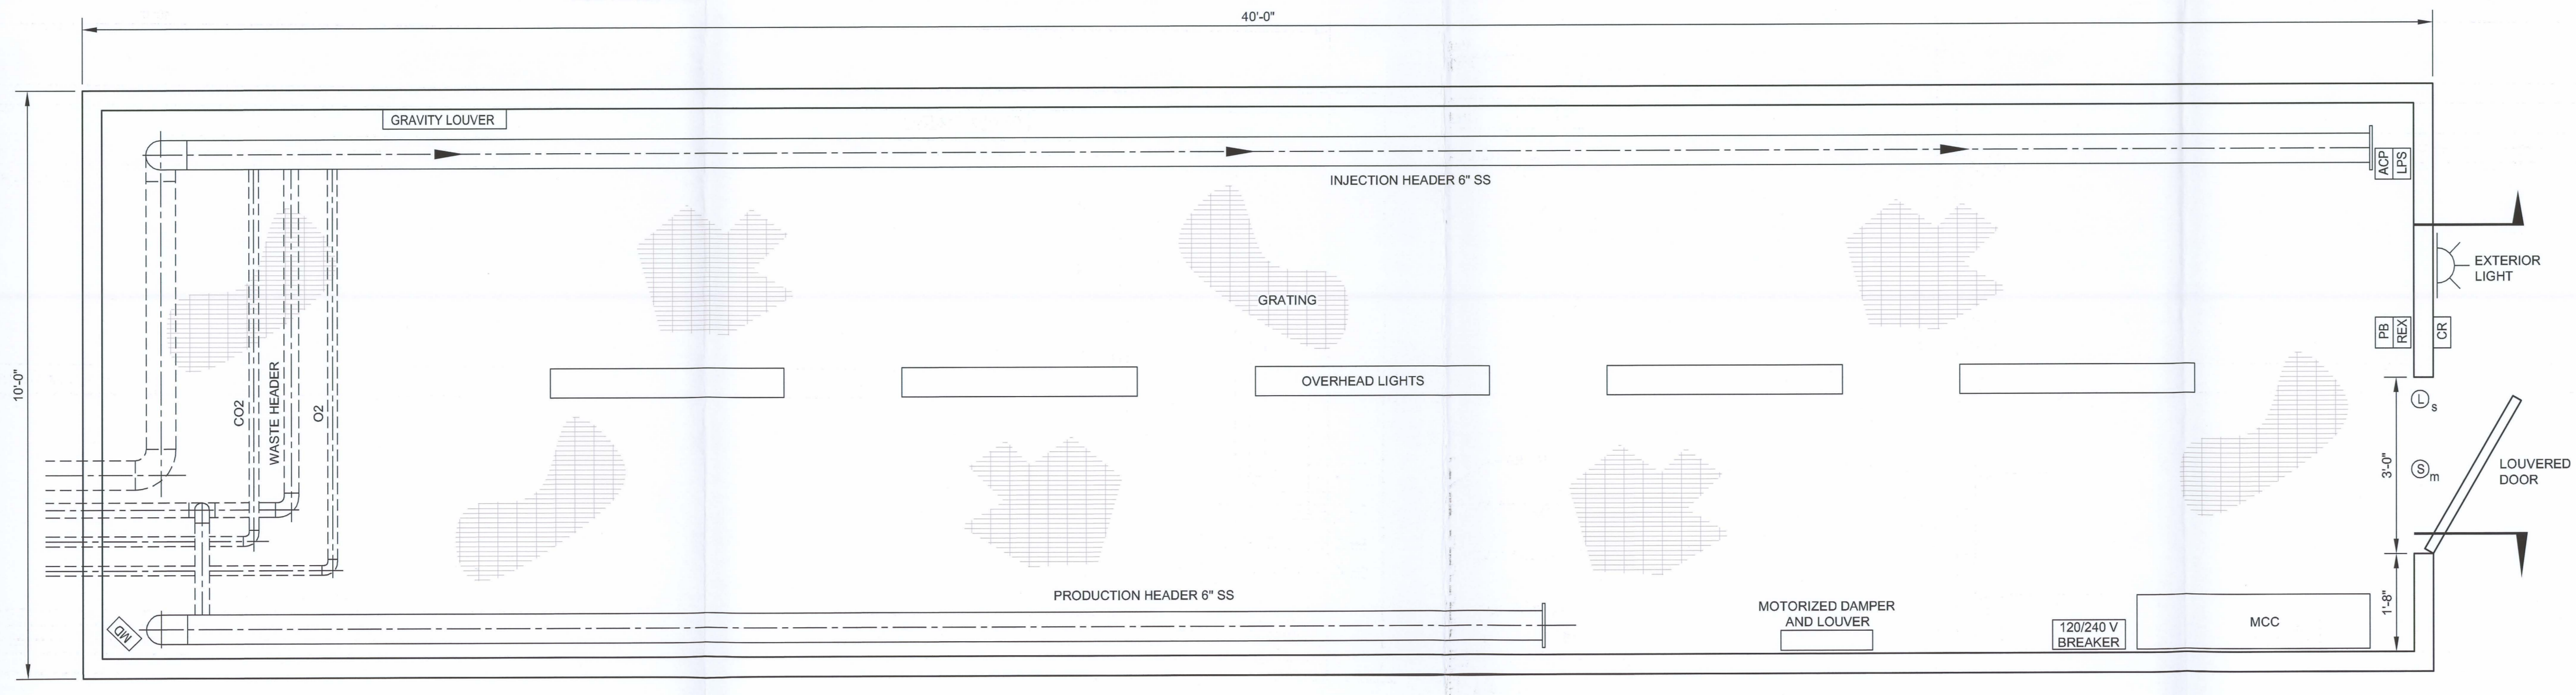 40'-0"
GRAVITY LOUVER
INJECTION HEADER 6" SS
ACP
LPS
EXTERIOR
LIGHT
GRATING
PB
REX
CR
10'-0"
OVERHEAD LIGHTS
CO2
WASTE HEADER
O2
L
s
3'-0"
S
m
LOUVERED
DOOR
PRODUCTION HEADER 6" SS
MOTORIZED DAMPER
AND LOUVER
1'-8"
120/240 V
BREAKER
MCC
MD